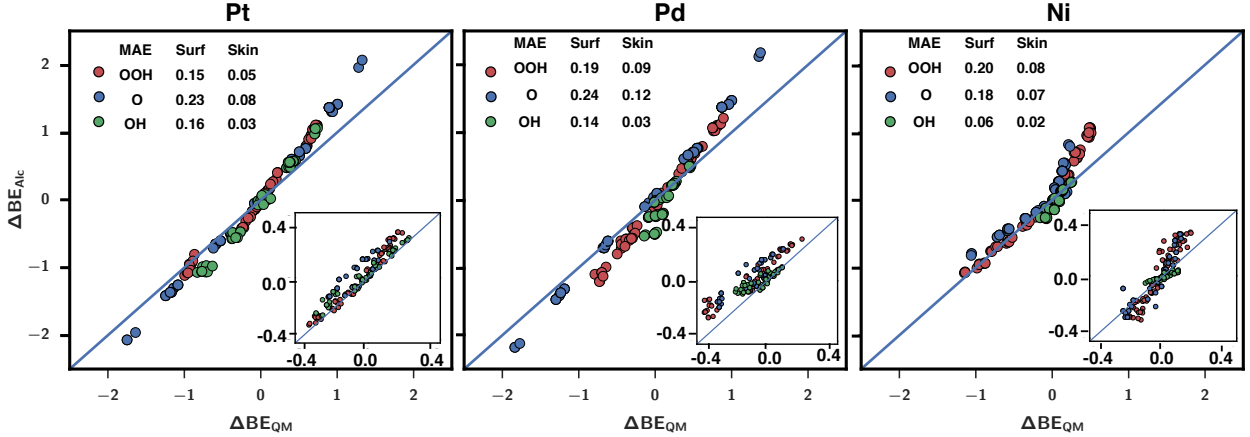 Pt
Pd
Ni
MAE Surf Skin
OOH 0.15 0.05
O 0.23 0.08
OH 0.16 0.03
MAE Surf Skin
OOH 0.19 0.09
O 0.24 0.12
OH 0.14 0.03
MAE Surf Skin
OOH 0.20 0.08
O 0.18 0.07
OH 0.06 0.02
ΔBE_Alc
2
1
0
−1
−2
0.4
0.0
-0.4
-0.4 0.0 0.4
0.4
0.0
-0.4
-0.4 0.0 0.4
0.4
0.0
-0.4
-0.4 0.0 0.4
−2 −1 0 1 2
−2 −1 0 1 2
−2 −1 0 1 2
ΔBE_QM
ΔBE_QM
ΔBE_QM